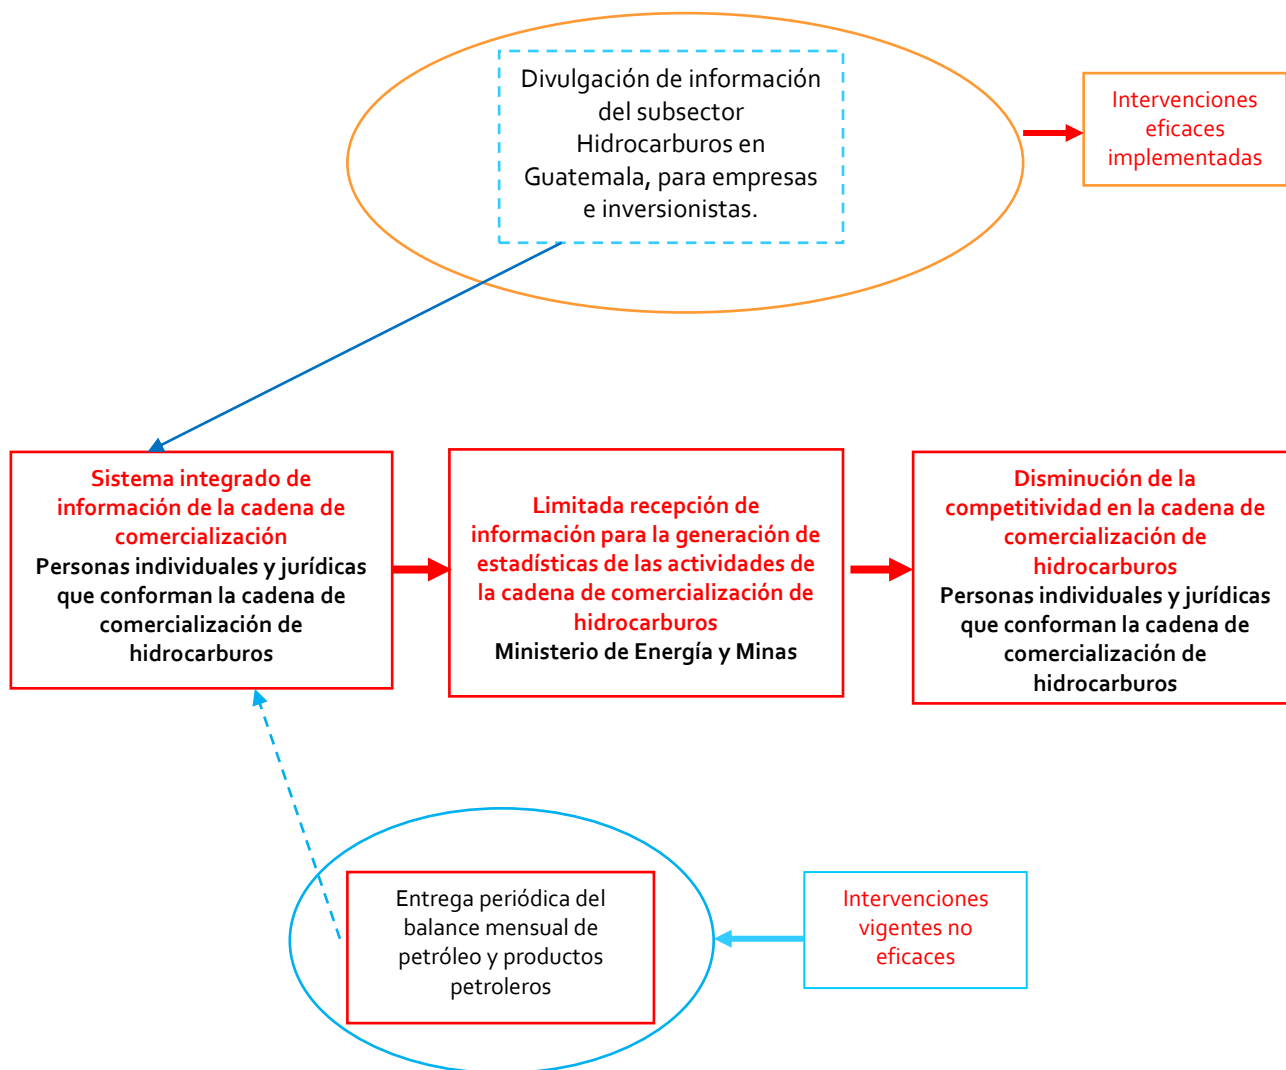 Divulgación de información
del subsector
Hidrocarburos en
Guatemala, para empresas
e inversionistas.
Intervenciones
eficaces
implementadas
Sistema integrado de
información de la cadena de
comercialización
Personas individuales y jurídicas
que conforman la cadena de
comercialización de
hidrocarburos
Limitada recepción de
información para la generación de
estadísticas de las actividades de
la cadena de comercialización de
hidrocarburos
Ministerio de Energía y Minas
Disminución de la
competitividad en la cadena de
comercialización de
hidrocarburos
Personas individuales y jurídicas
que conforman la cadena de
comercialización de
hidrocarburos
Entrega periódica del
balance mensual de
petróleo y productos
petroleros
Intervenciones
vigentes no
eficaces